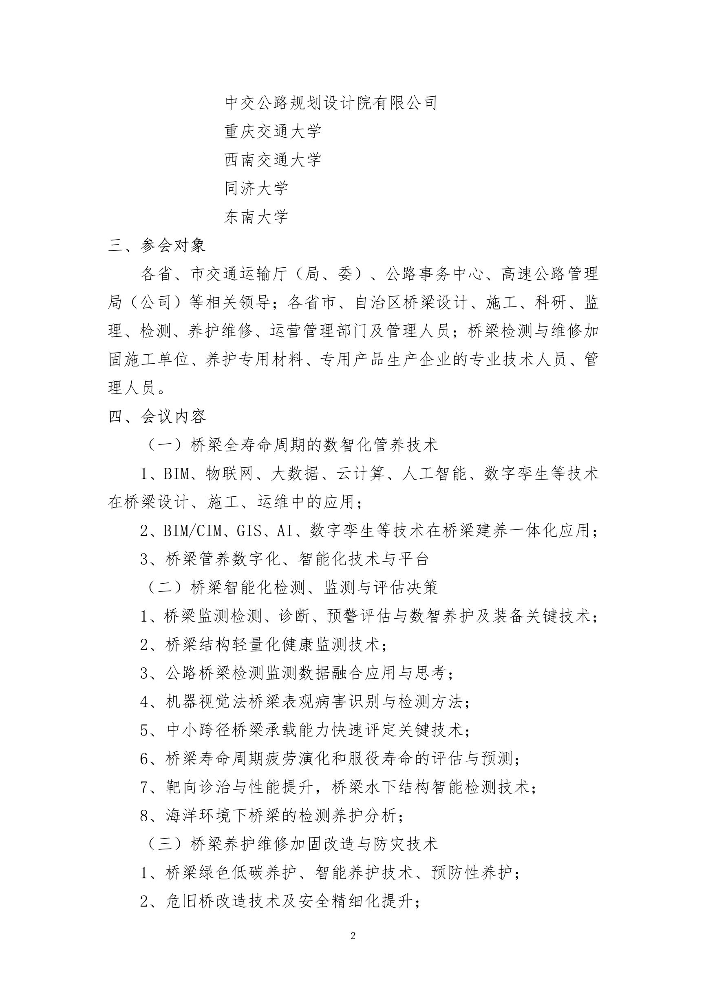 中交公路规划设计院有限公司
重庆交通大学
西南交通大学
同济大学
东南大学
三、参会对象
各省、市交通运输厅（局、委）、公路事务中心、高速公路管理
局（公司）等相关领导；各省市、自治区桥梁设计、施工、科研、监
理、检测、养护维修、运营管理部门及管理人员；桥梁检测与维修加
固施工单位、养护专用材料、专用产品生产企业的专业技术人员、管
理人员。
四、会议内容
（一）桥梁全寿命周期的数智化管养技术
1、BIM、物联网、大数据、云计算、人工智能、数字孪生等技术
在桥梁设计、施工、运维中的应用；
2、BIM/CIM、GIS、AI、数字孪生等技术在桥梁建养一体化应用；
3、桥梁管养数字化、智能化技术与平台
（二）桥梁智能化检测、监测与评估决策
1、桥梁监测检测、诊断、预警评估与数智养护及装备关键技术；
2、桥梁结构轻量化健康监测技术；
3、公路桥梁检测监测数据融合应用与思考；
4、机器视觉法桥梁表观病害识别与检测方法；
5、中小跨径桥梁承载能力快速评定关键技术；
6、桥梁寿命周期疲劳演化和服役寿命的评估与预测；
7、靶向诊治与性能提升，桥梁水下结构智能检测技术；
8、海洋环境下桥梁的检测养护分析；
（三）桥梁养护维修加固改造与防灾技术
1、桥梁绿色低碳养护、智能养护技术、预防性养护；
2、危旧桥改造技术及安全精细化提升；
2